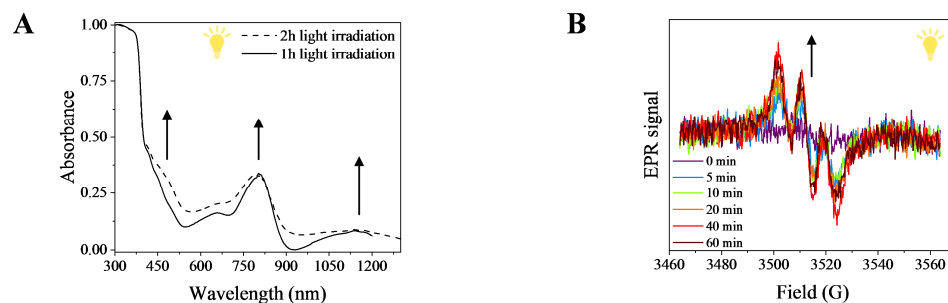 A
1.00
0.75
0.50
0.25
0.00
Absorbance
2h light irradiation
1h light irradiation
300 450 600 750 900 1050 1200
Wavelength (nm)
B
EPR signal
0 min
5 min
10 min
20 min
40 min
60 min
3460 3480 3500 3520 3540 3560
Field (G)